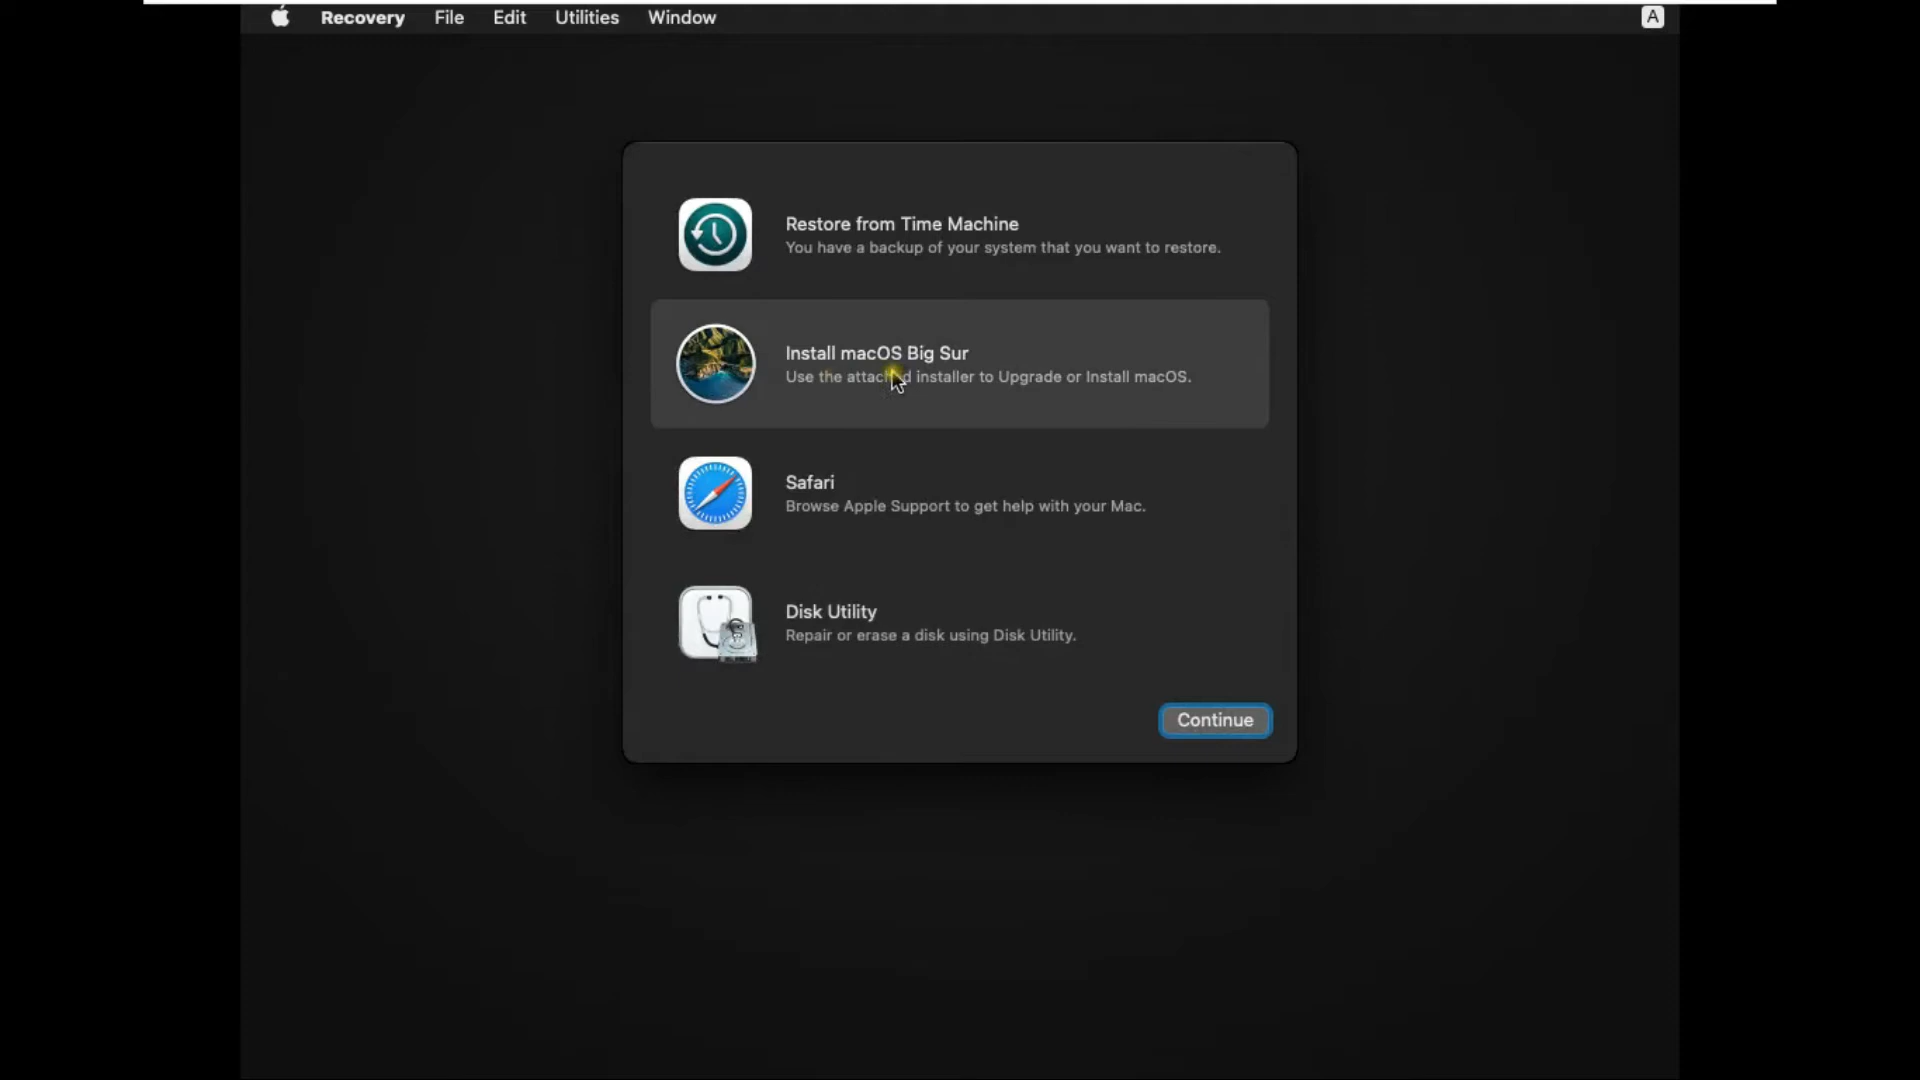 Recovery File Edit Utilities Window A
Restore from Time Machine
You have a backup of your system that you want to restore.
Install macOS Big Sur
Use the attached installer to Upgrade or Install macOS.
Safari
Browse Apple Support to get help with your Mac.
Disk Utility
Repair or erase a disk using Disk Utility.
Continue